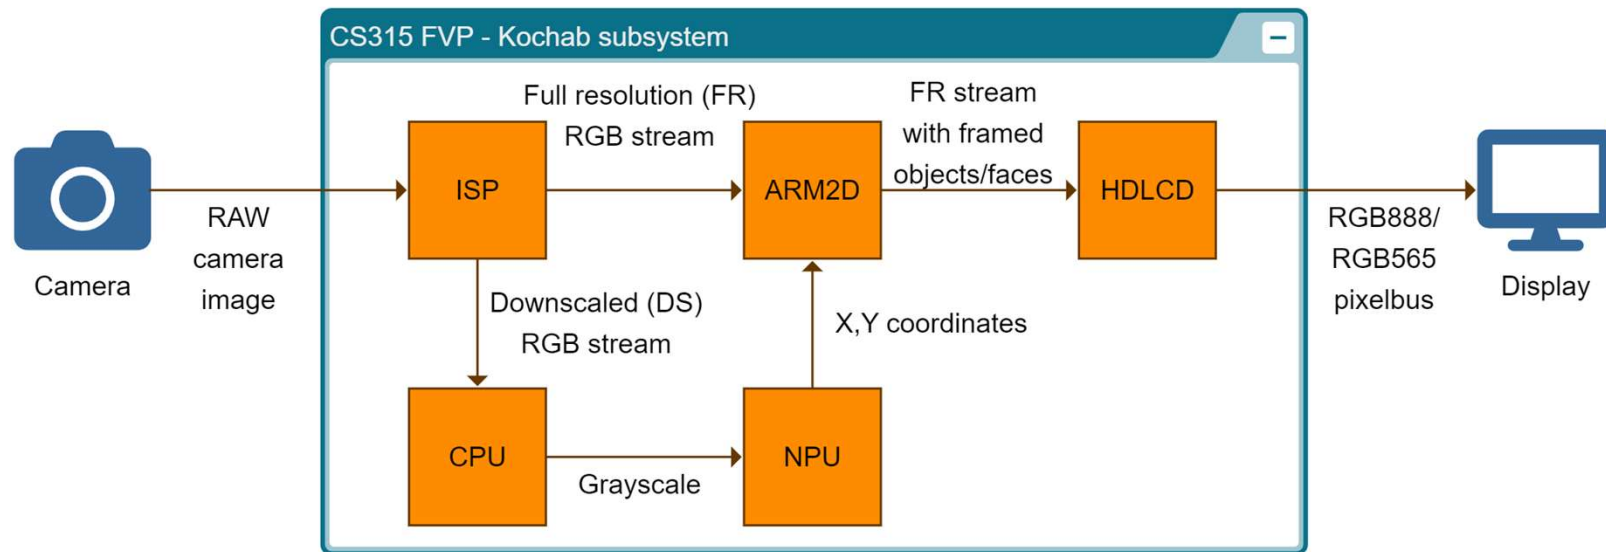 CS315 FVP - Kochab subsystem
Full resolution (FR)
RGB stream
FR stream
with framed
objects/faces
ISP
ARM2D
HDLCD
RAW
camera
image
Camera
RGB888/
RGB565
pixelbus
Display
Downscaled (DS)
RGB stream
X,Y coordinates
CPU
Grayscale
NPU